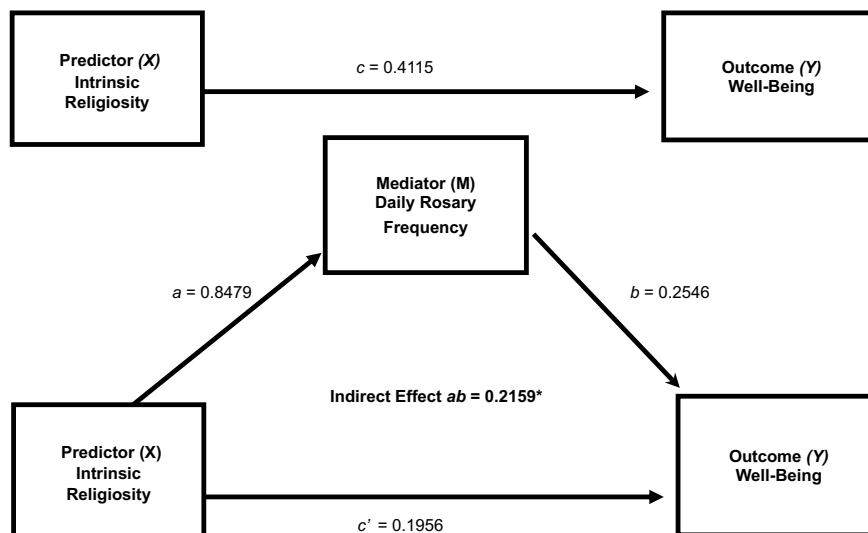 Predictor (X)
Intrinsic
Religiosity
c = 0.4115
Outcome (Y)
Well-Being
Mediator (M)
Daily Rosary
Frequency
a = 0.8479
b = 0.2546
Indirect Effect ab = 0.2159*
Predictor (X)
Intrinsic
Religiosity
Outcome (Y)
Well-Being
c' = 0.1956